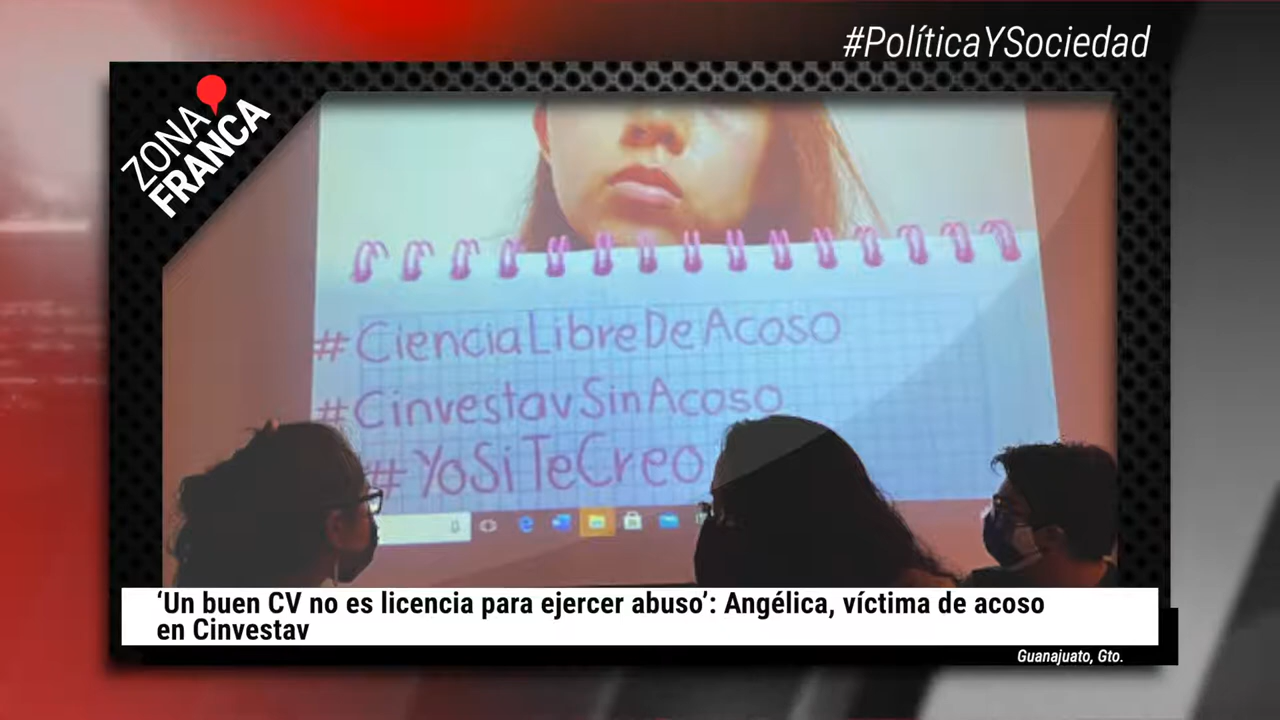 #PolíticaYSociedad
ZONA
FRANCA
#CienciaLibreDeAcoso
#CinvestavSinAcoso
#YoSiTeCreo
‘Un buen CV no es licencia para ejercer abuso’: Angélica, víctima de acoso
en Cinvestav
Guanajuato, Gto.